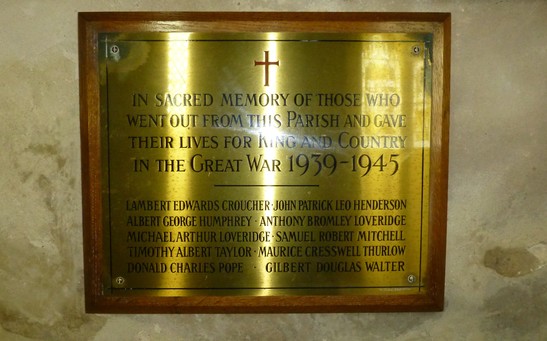 IN SACRED MEMORY OF THOSE WHO
WENT OUT FROM THIS PARISH AND GAVE
THEIR LIVES FOR KING AND COUNTRY
IN THE GREAT WAR 1939-1945
LAMBERT EDWARDS CROUCHER · JOHN PATRICK LEO HENDERSON
ALBERT GEORGE HUMPHREY · ANTHONY BROMLEY LOVERIDGE
MICHAEL ARTHUR LOVERIDGE · SAMUEL ROBERT MITCHELL
TIMOTHY ALBERT TAYLOR · MAURICE CRESSWELL THURLOW
DONALD CHARLES POPE · GILBERT DOUGLAS WALTER